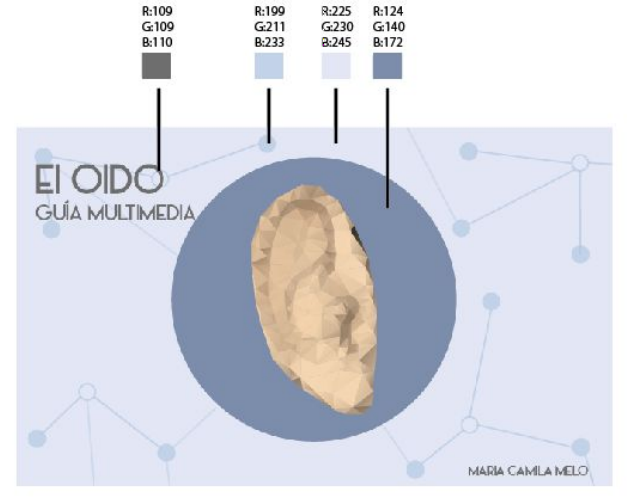 R:109
G:109
B:110
R:199
G:211
B:233
R:225
G:230
B:245
R:124
G:140
B:172
El OIDO
GUÍA MULTIMEDIA
MARIA CAMILA MELO